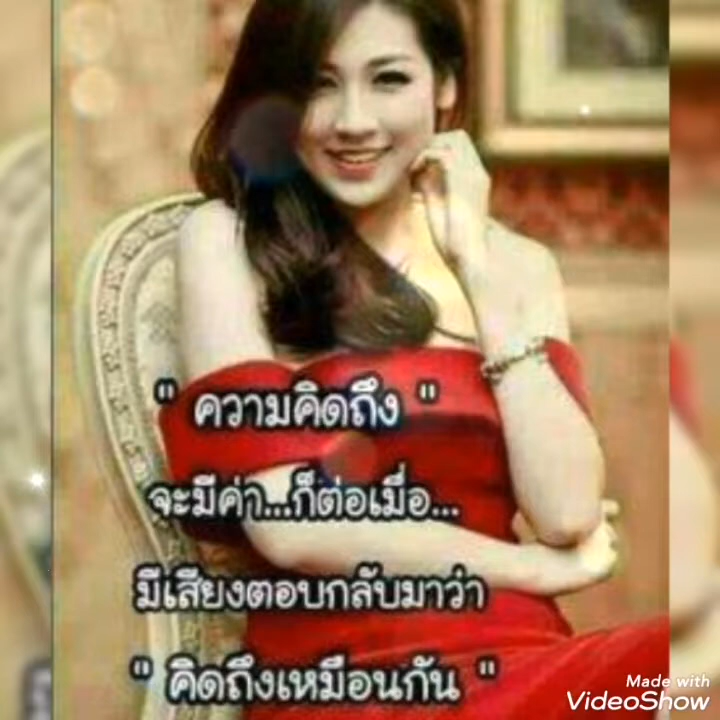 " ความคิดถึง "
จะมีค่า...ก็ต่อเมื่อ...
มีเสียงตอบกลับมาว่า
" คิดถึงเหมือนกัน "
Made with
VideoShow